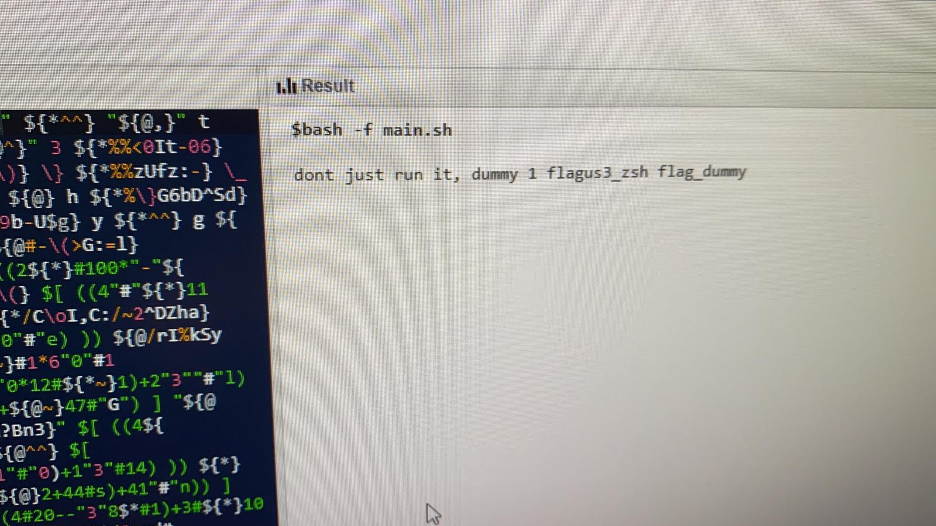 Result
" ${*^^} "${@,}" t
^}" 3 ${*%%<0It-06}
\)} \} ${*%%zUfz:-} \_
${@} h ${*%\}G6bD^Sd}
9b-U$g} y ${*^^} g ${
{@#-\(>G:=l}
((2${*}#100*"-"${
\(} $[ ((4"#"${*}11
{*/C\oI,C:/~2^DZha}
0"#"e) )) ${@/rI%kSy
}#1*6"0"#1
"0*12#${*~}1)+2"3""#"l)
+${@~}47#"G") ] "${@
?Bn3}" $[ ((4${
${@^^} $[
1"#"0)+1"3"#14) )) ${*}
${@}2+44#s)+41"#"n)) ]
(4#20--"3"8$*#1)+3#${*}10
$bash -f main.sh
dont just run it, dummy 1 flagus3_zsh flag_dummy